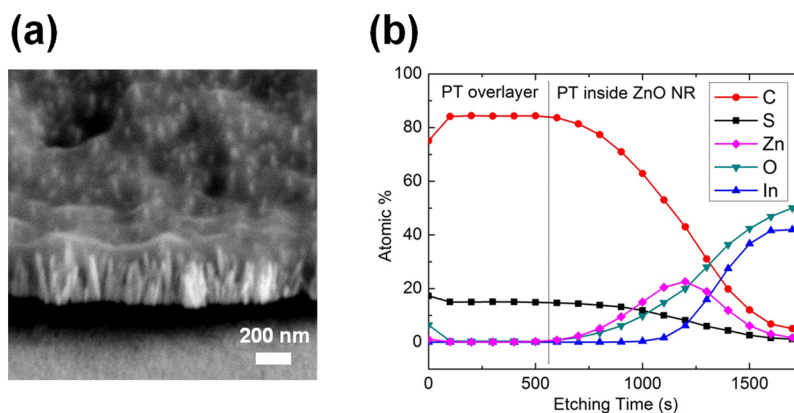 (a)
(b)
200 nm
PT overlayer
PT inside ZnO NR
C
S
Zn
O
In
Atomic %
100
80
60
40
20
0
0
500
1000
1500
Etching Time (s)